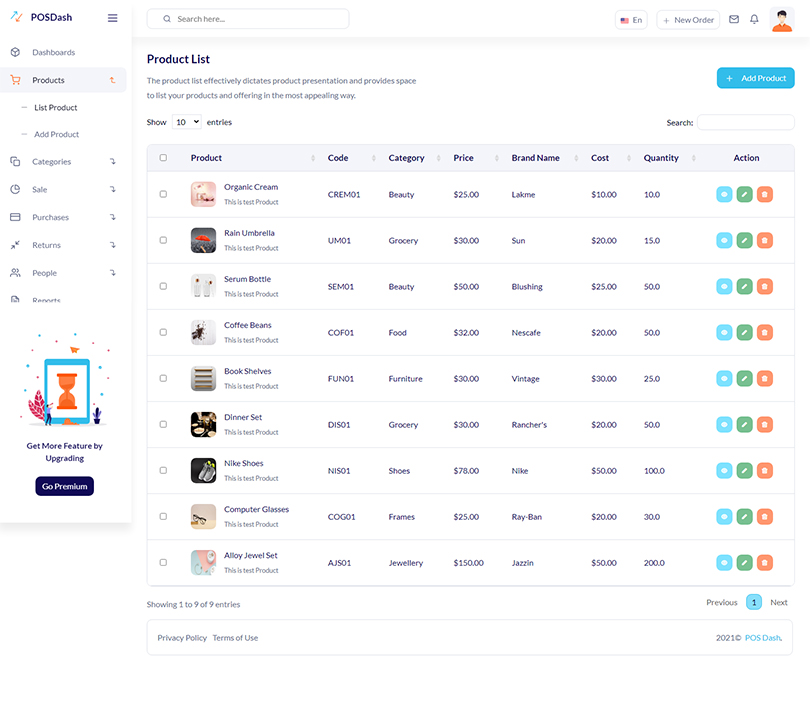 POSDash
Search here...
En
+ New Order
Dashboards
Products
List Product
Add Product
Categories
Sale
Purchases
Returns
People
Reports
Get More Feature by
Upgrading
Go Premium
Product List
The product list effectively dictates product presentation and provides space
to list your products and offering in the most appealing way.
+ Add Product
Show 10 entries
Search:
Product Code Category Price Brand Name Cost Quantity Action
Organic Cream
This is test Product
CREM01 Beauty $25.00 Lakme $10.00 10.0
Rain Umbrella
This is test Product
UM01 Grocery $30.00 Sun $20.00 15.0
Serum Bottle
This is test Product
SEM01 Beauty $50.00 Blushing $25.00 50.0
Coffee Beans
This is test Product
COF01 Food $32.00 Nescafe $20.00 50.0
Book Shelves
This is test Product
FUN01 Furniture $30.00 Vintage $30.00 25.0
Dinner Set
This is test Product
DIS01 Grocery $30.00 Rancher's $20.00 50.0
Nike Shoes
This is test Product
NIS01 Shoes $78.00 Nike $50.00 100.0
Computer Glasses
This is test Product
COG01 Frames $25.00 Ray-Ban $20.00 30.0
Alloy Jewel Set
This is test Product
AJS01 Jewellery $150.00 Jazzin $50.00 200.0
Showing 1 to 9 of 9 entries
Previous 1 Next
Privacy Policy Terms of Use
2021© POS Dash.